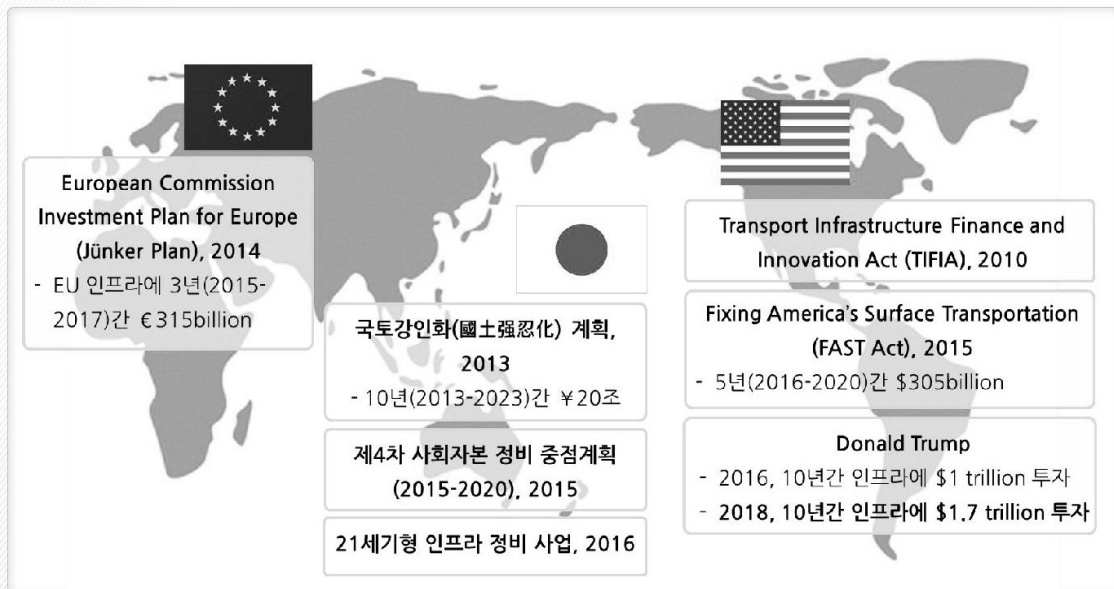 European Commission
Investment Plan for Europe
(Jünker Plan), 2014
- EU 인프라에 3년(2015-
2017)간 €315billion
국토강인화(國土强忍化) 계획,
2013
- 10년(2013-2023)간 ¥20조
제4차 사회자본 정비 중점계획
(2015-2020), 2015
21세기형 인프라 정비 사업, 2016
Transport Infrastructure Finance and
Innovation Act (TIFIA), 2010
Fixing America's Surface Transportation
(FAST Act), 2015
- 5년(2016-2020)간 $305billion
Donald Trump
- 2016, 10년간 인프라에 $1 trillion 투자
- 2018, 10년간 인프라에 $1.7 trillion 투자